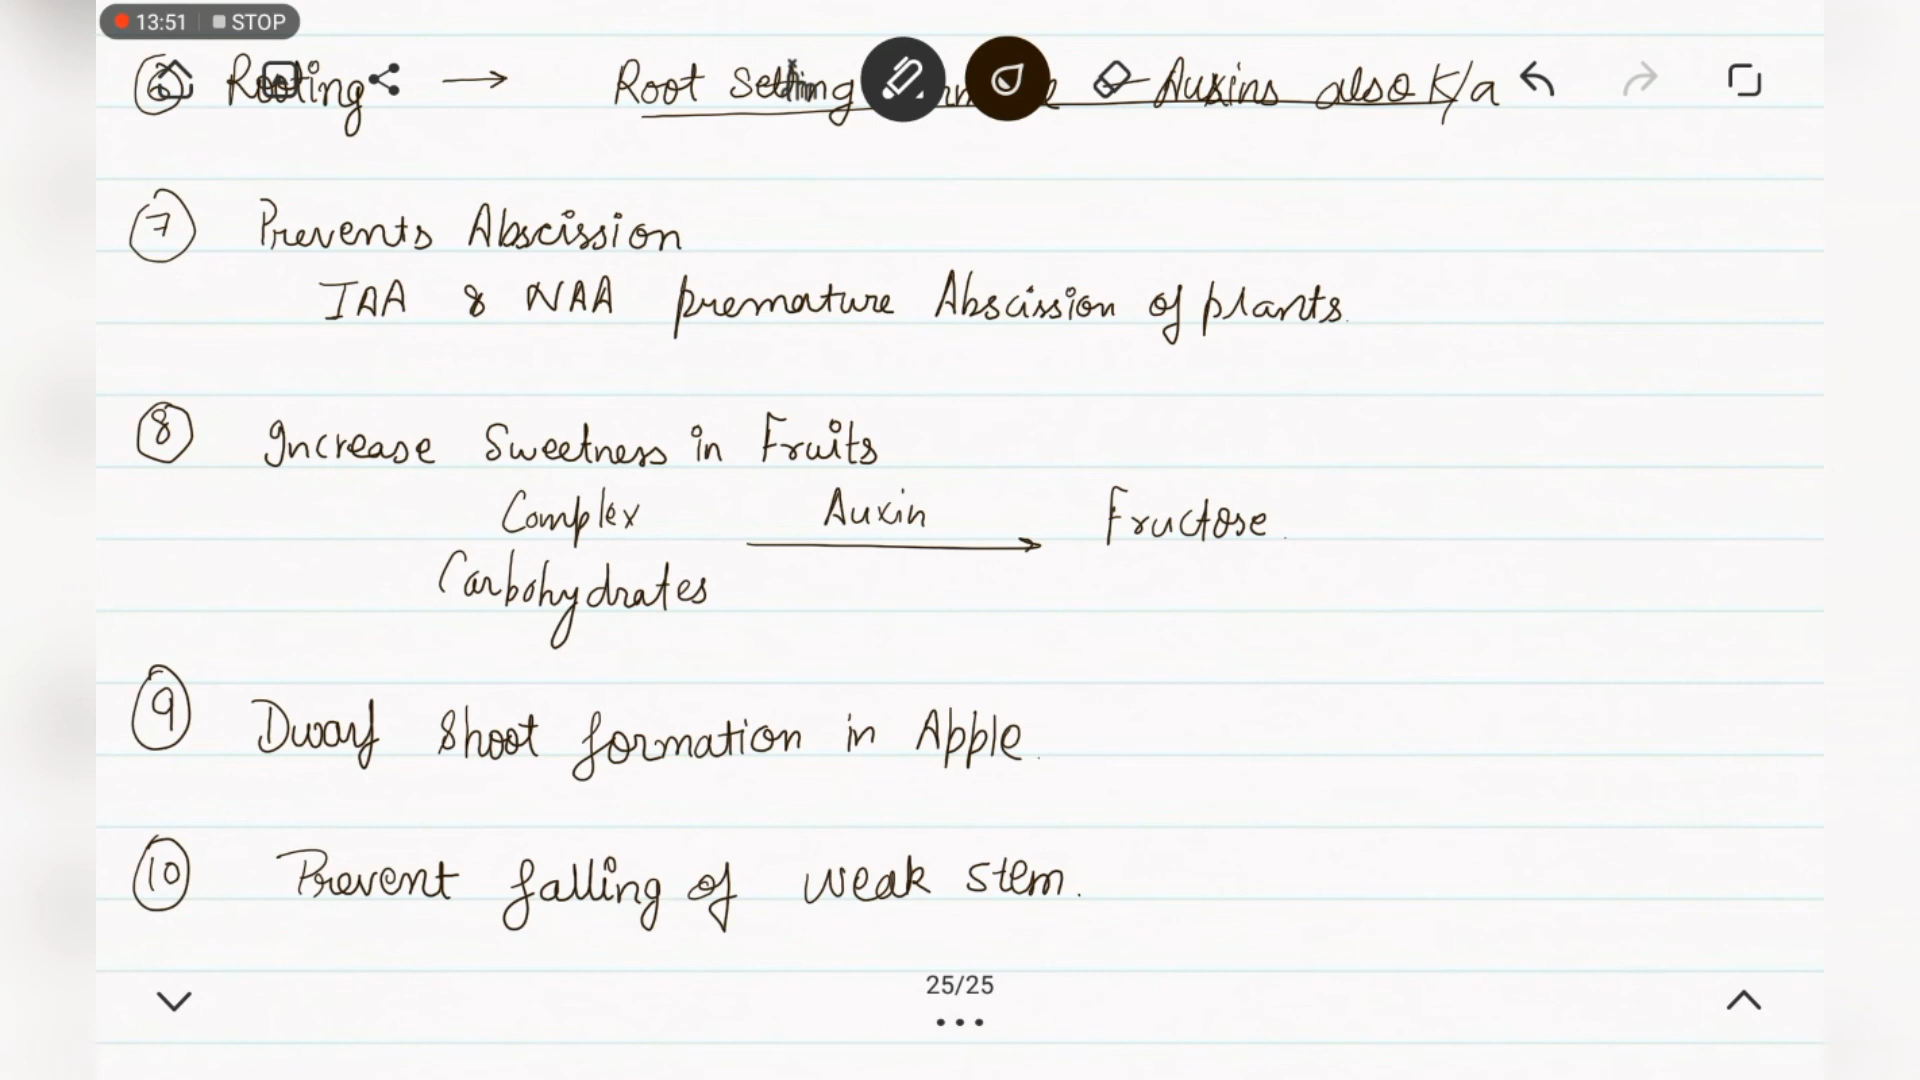 13:51 STOP
6 Rooting → Root Setting Auxins also K/a
7 Prevents Abscission
IAA & NAA premature Abscission of plants.
8 Increase Sweetness in Fruits
Complex Carbohydrates Auxin → Fructose.
9 Dwarf Shoot formation in Apple.
10 Prevent falling of weak stem.
25/25